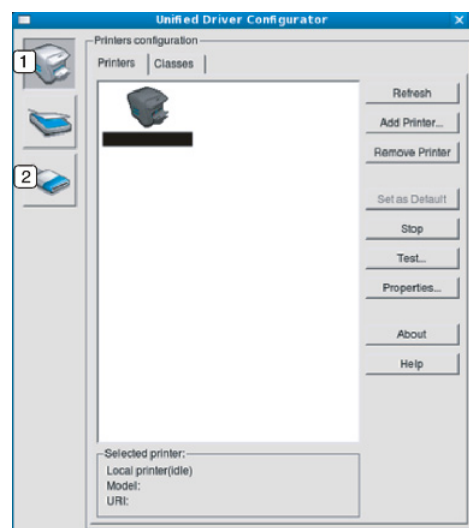 Unified Driver Configurator
Printers configuration
Printers Classes
1
2
Refresh
Add Printer...
Remove Printer
Set as Default
Stop
Test...
Properties...
About
Help
Selected printer:
Local printer(idle)
Model:
URI: